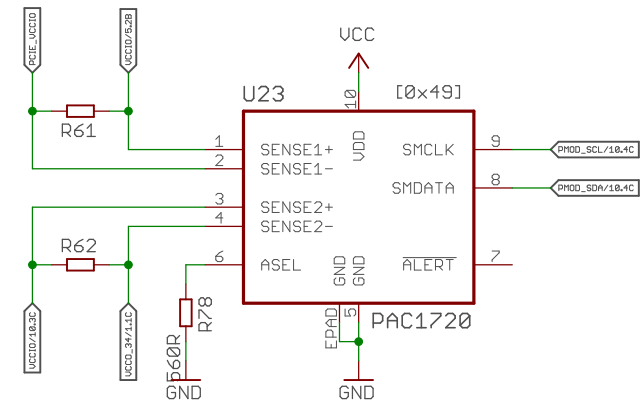 PCIE_VCCIO
VCCIO/5.2B
VCC
U23
10
[0x49]
VDD
R61
1
SENSE1+
SMCLK
9
PMOD_SCL/10.4C
2
SENSE1-
SMDATA
8
PMOD_SDA/10.4C
3
SENSE2+
4
SENSE2-
R62
6
ASEL
GND
GND
ALERT
7
VCCIO/10.3C
VCCO_34/1.1C
R78
560R
EPAD
5
PAC1720
GND
GND